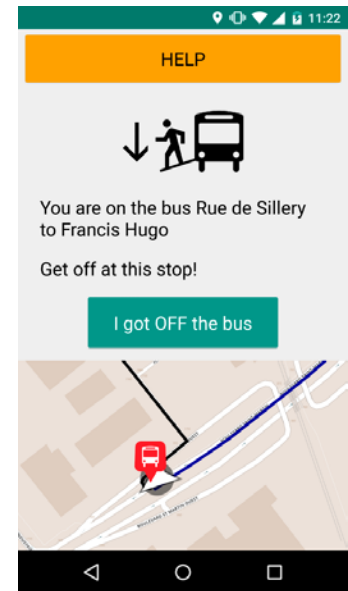 11:22
HELP
You are on the bus Rue de Sillery
to Francis Hugo
Get off at this stop!
I got OFF the bus